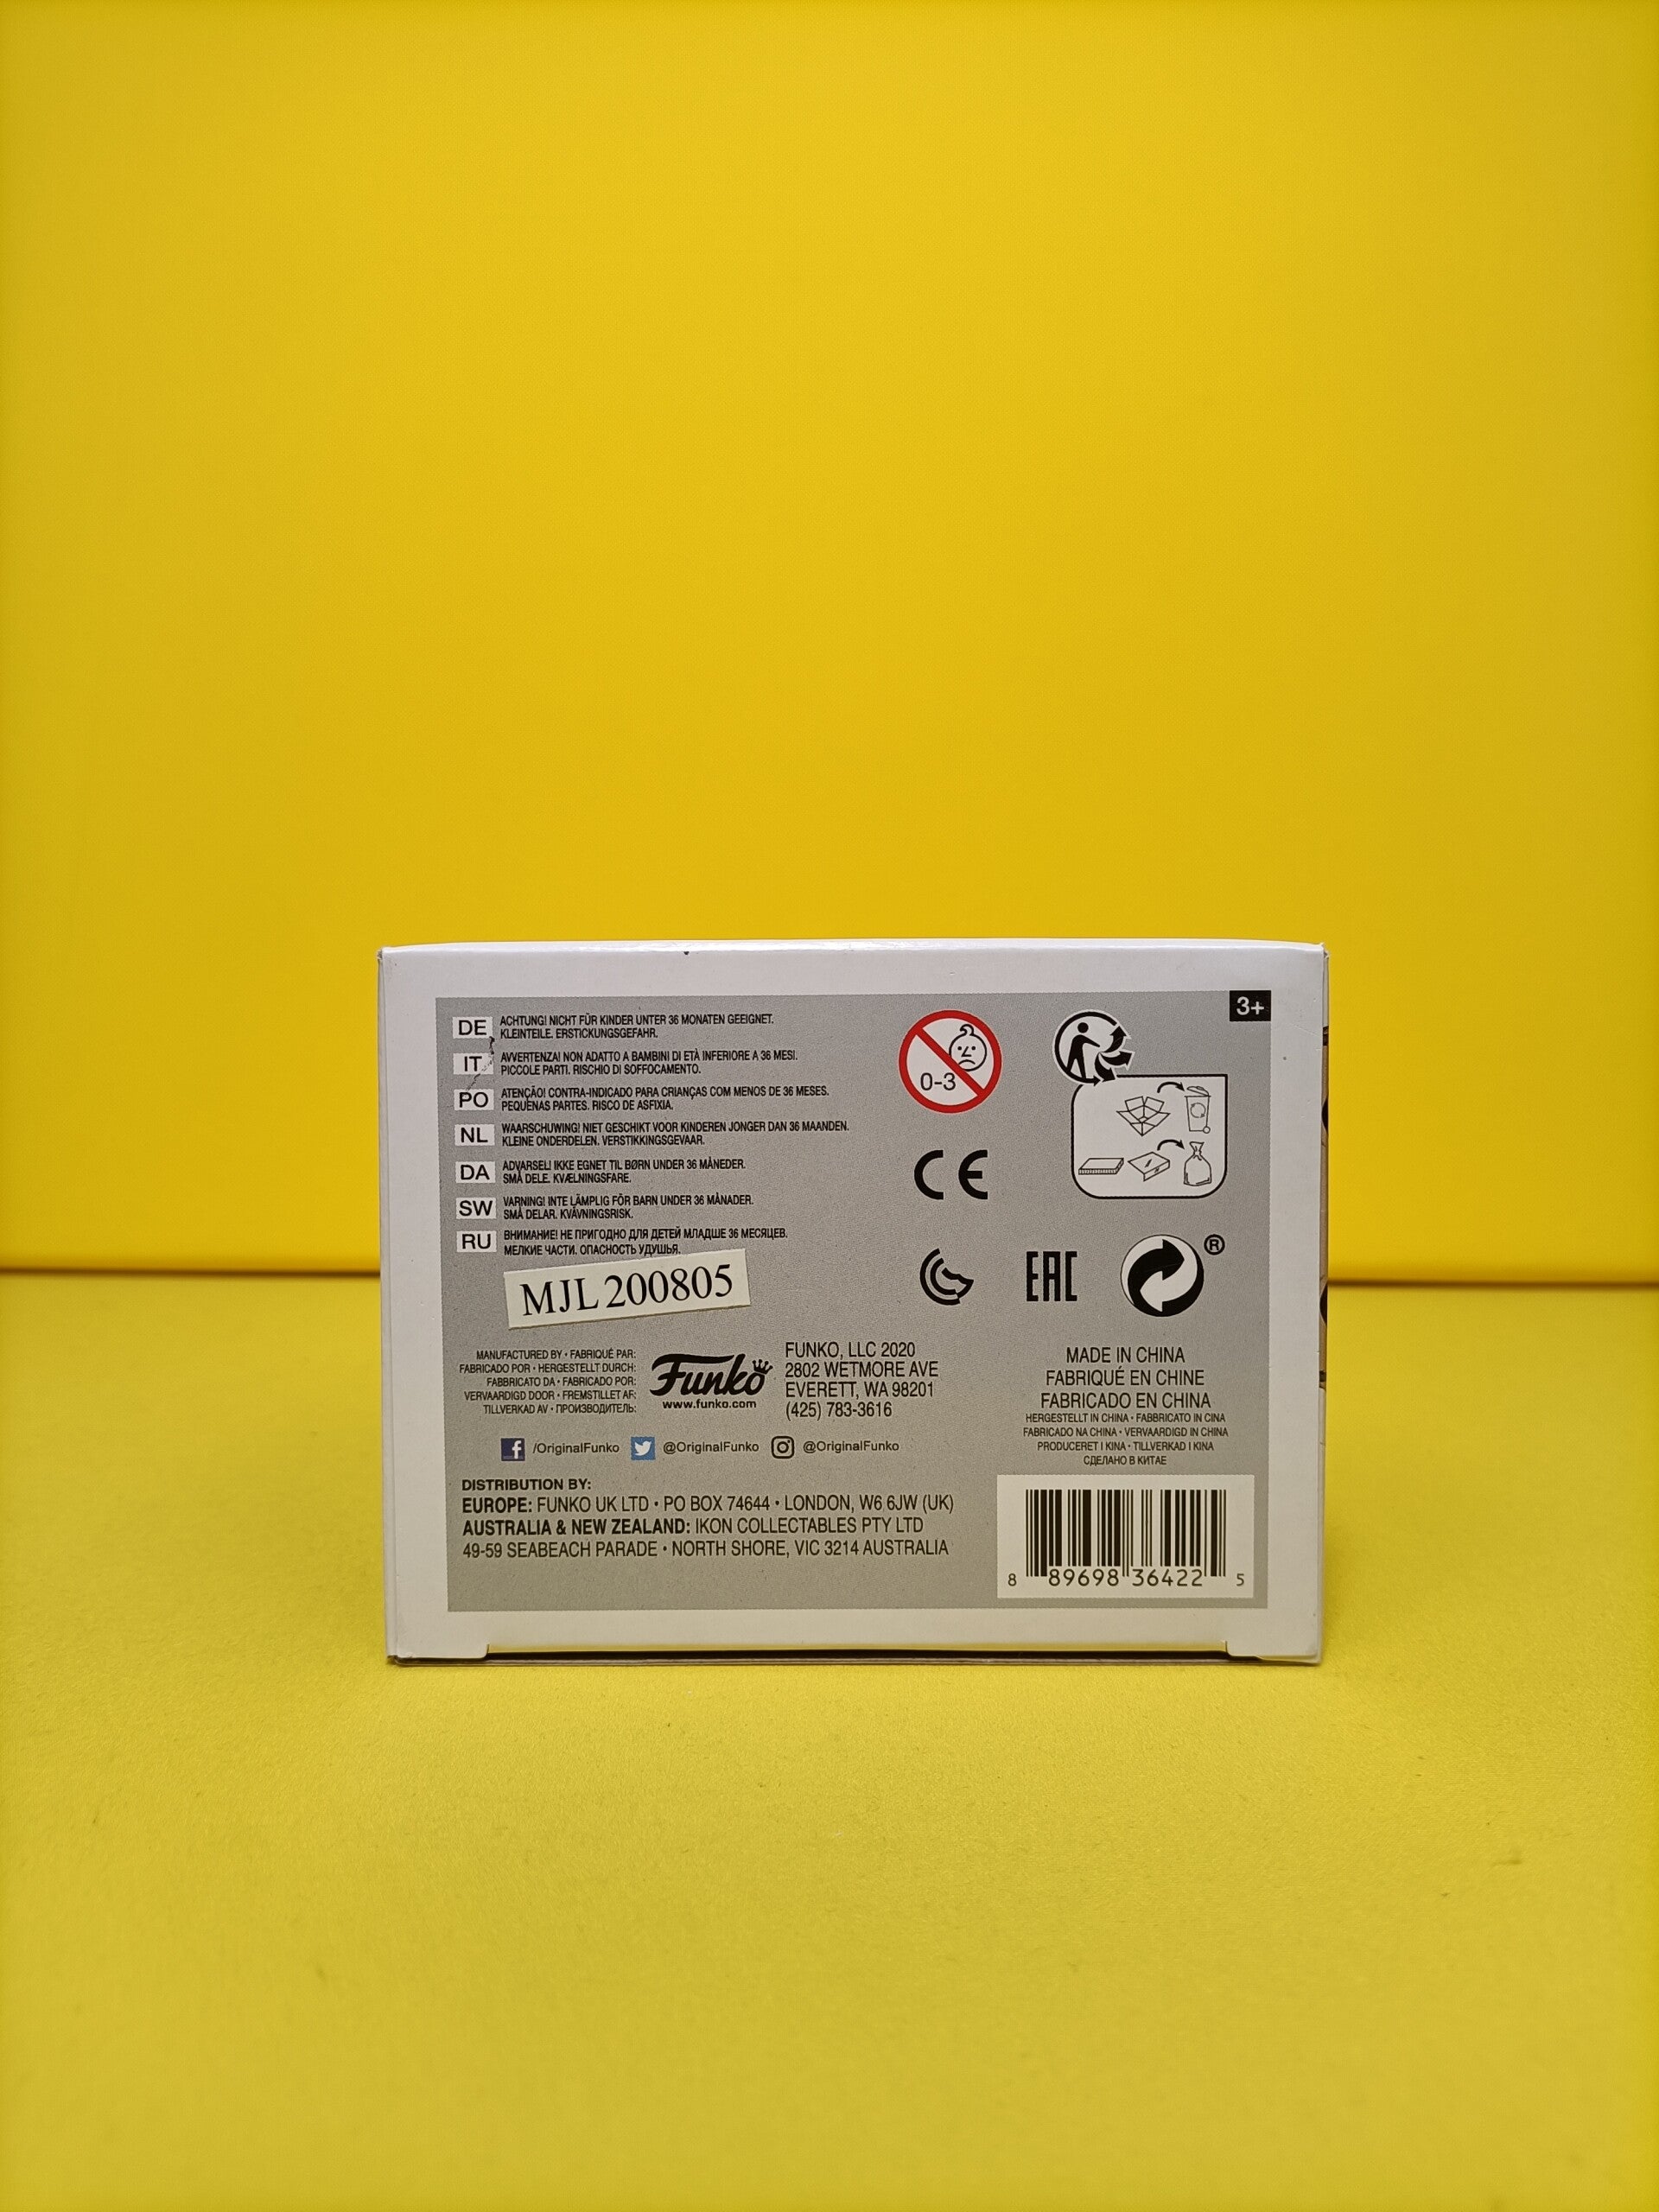 3+
DE ACHTUNG! NICHT FÜR KINDER UNTER 36 MONATEN GEEIGNET.
KLEINTEILE. ERSTICKUNGSGEFAHR.
IT AVVERTENZA! NON ADATTO A BAMBINI DI ETÀ INFERIORE A 36 MESI.
PICCOLE PARTI. RISCHIO DI SOFFOCAMENTO.
PO ATENÇÃO! CONTRA-INDICADO PARA CRIANÇAS COM MENOS DE 36 MESES.
PEQUENAS PARTES. RISCO DE ASFIXIA.
NL WAARSCHUWING! NIET GESCHIKT VOOR KINDEREN JONGER DAN 36 MAANDEN.
KLEINE ONDERDELEN. VERSTIKKINGSGEVAAR.
DA ADVARSEL! IKKE EGNET TIL BØRN UNDER 36 MÅNEDER.
SMÅ DELE. KVÆLNINGSFARE.
SW VARNING! INTE LÄMPLIG FÖR BARN UNDER 36 MÅNADER.
SMÅ DELAR. KVÄVNINGSRISK.
RU ВНИМАНИЕ! НЕ ПРИГОДНО ДЛЯ ДЕТЕЙ МЛАДШЕ 36 МЕСЯЦЕВ.
МЕЛКИЕ ЧАСТИ. ОПАСНОСТЬ УДУШЬЯ.
MJL 200805
0-3
CE
EAC
®
MANUFACTURED BY • FABRIQUÉ PAR:
FABRICADO POR • HERGESTELLT DURCH:
FABBRICATO DA • FABRICADO POR:
VERVAARDIGD DOOR • FREMSTILLET AF:
TILLVERKAD AV • ПРОИЗВОДИТЕЛЬ:
Funko
www.funko.com
FUNKO, LLC 2020
2802 WETMORE AVE
EVERETT, WA 98201
(425) 783-3616
MADE IN CHINA
FABRIQUÉ EN CHINE
FABRICADO EN CHINA
HERGESTELLT IN CHINA • FABBRICATO IN CINA
FABRICADO NA CHINA • VERVAARDIGD IN CHINA
PRODUCERET I KINA • TILLVERKAD I KINA
СДЕЛАНО В КИТАЕ
/OriginalFunko @OriginalFunko @OriginalFunko
DISTRIBUTION BY:
EUROPE: FUNKO UK LTD • PO BOX 74644 • LONDON, W6 6JW (UK)
AUSTRALIA & NEW ZEALAND: IKON COLLECTABLES PTY LTD
49-59 SEABEACH PARADE • NORTH SHORE, VIC 3214 AUSTRALIA
8 89698 36422 5